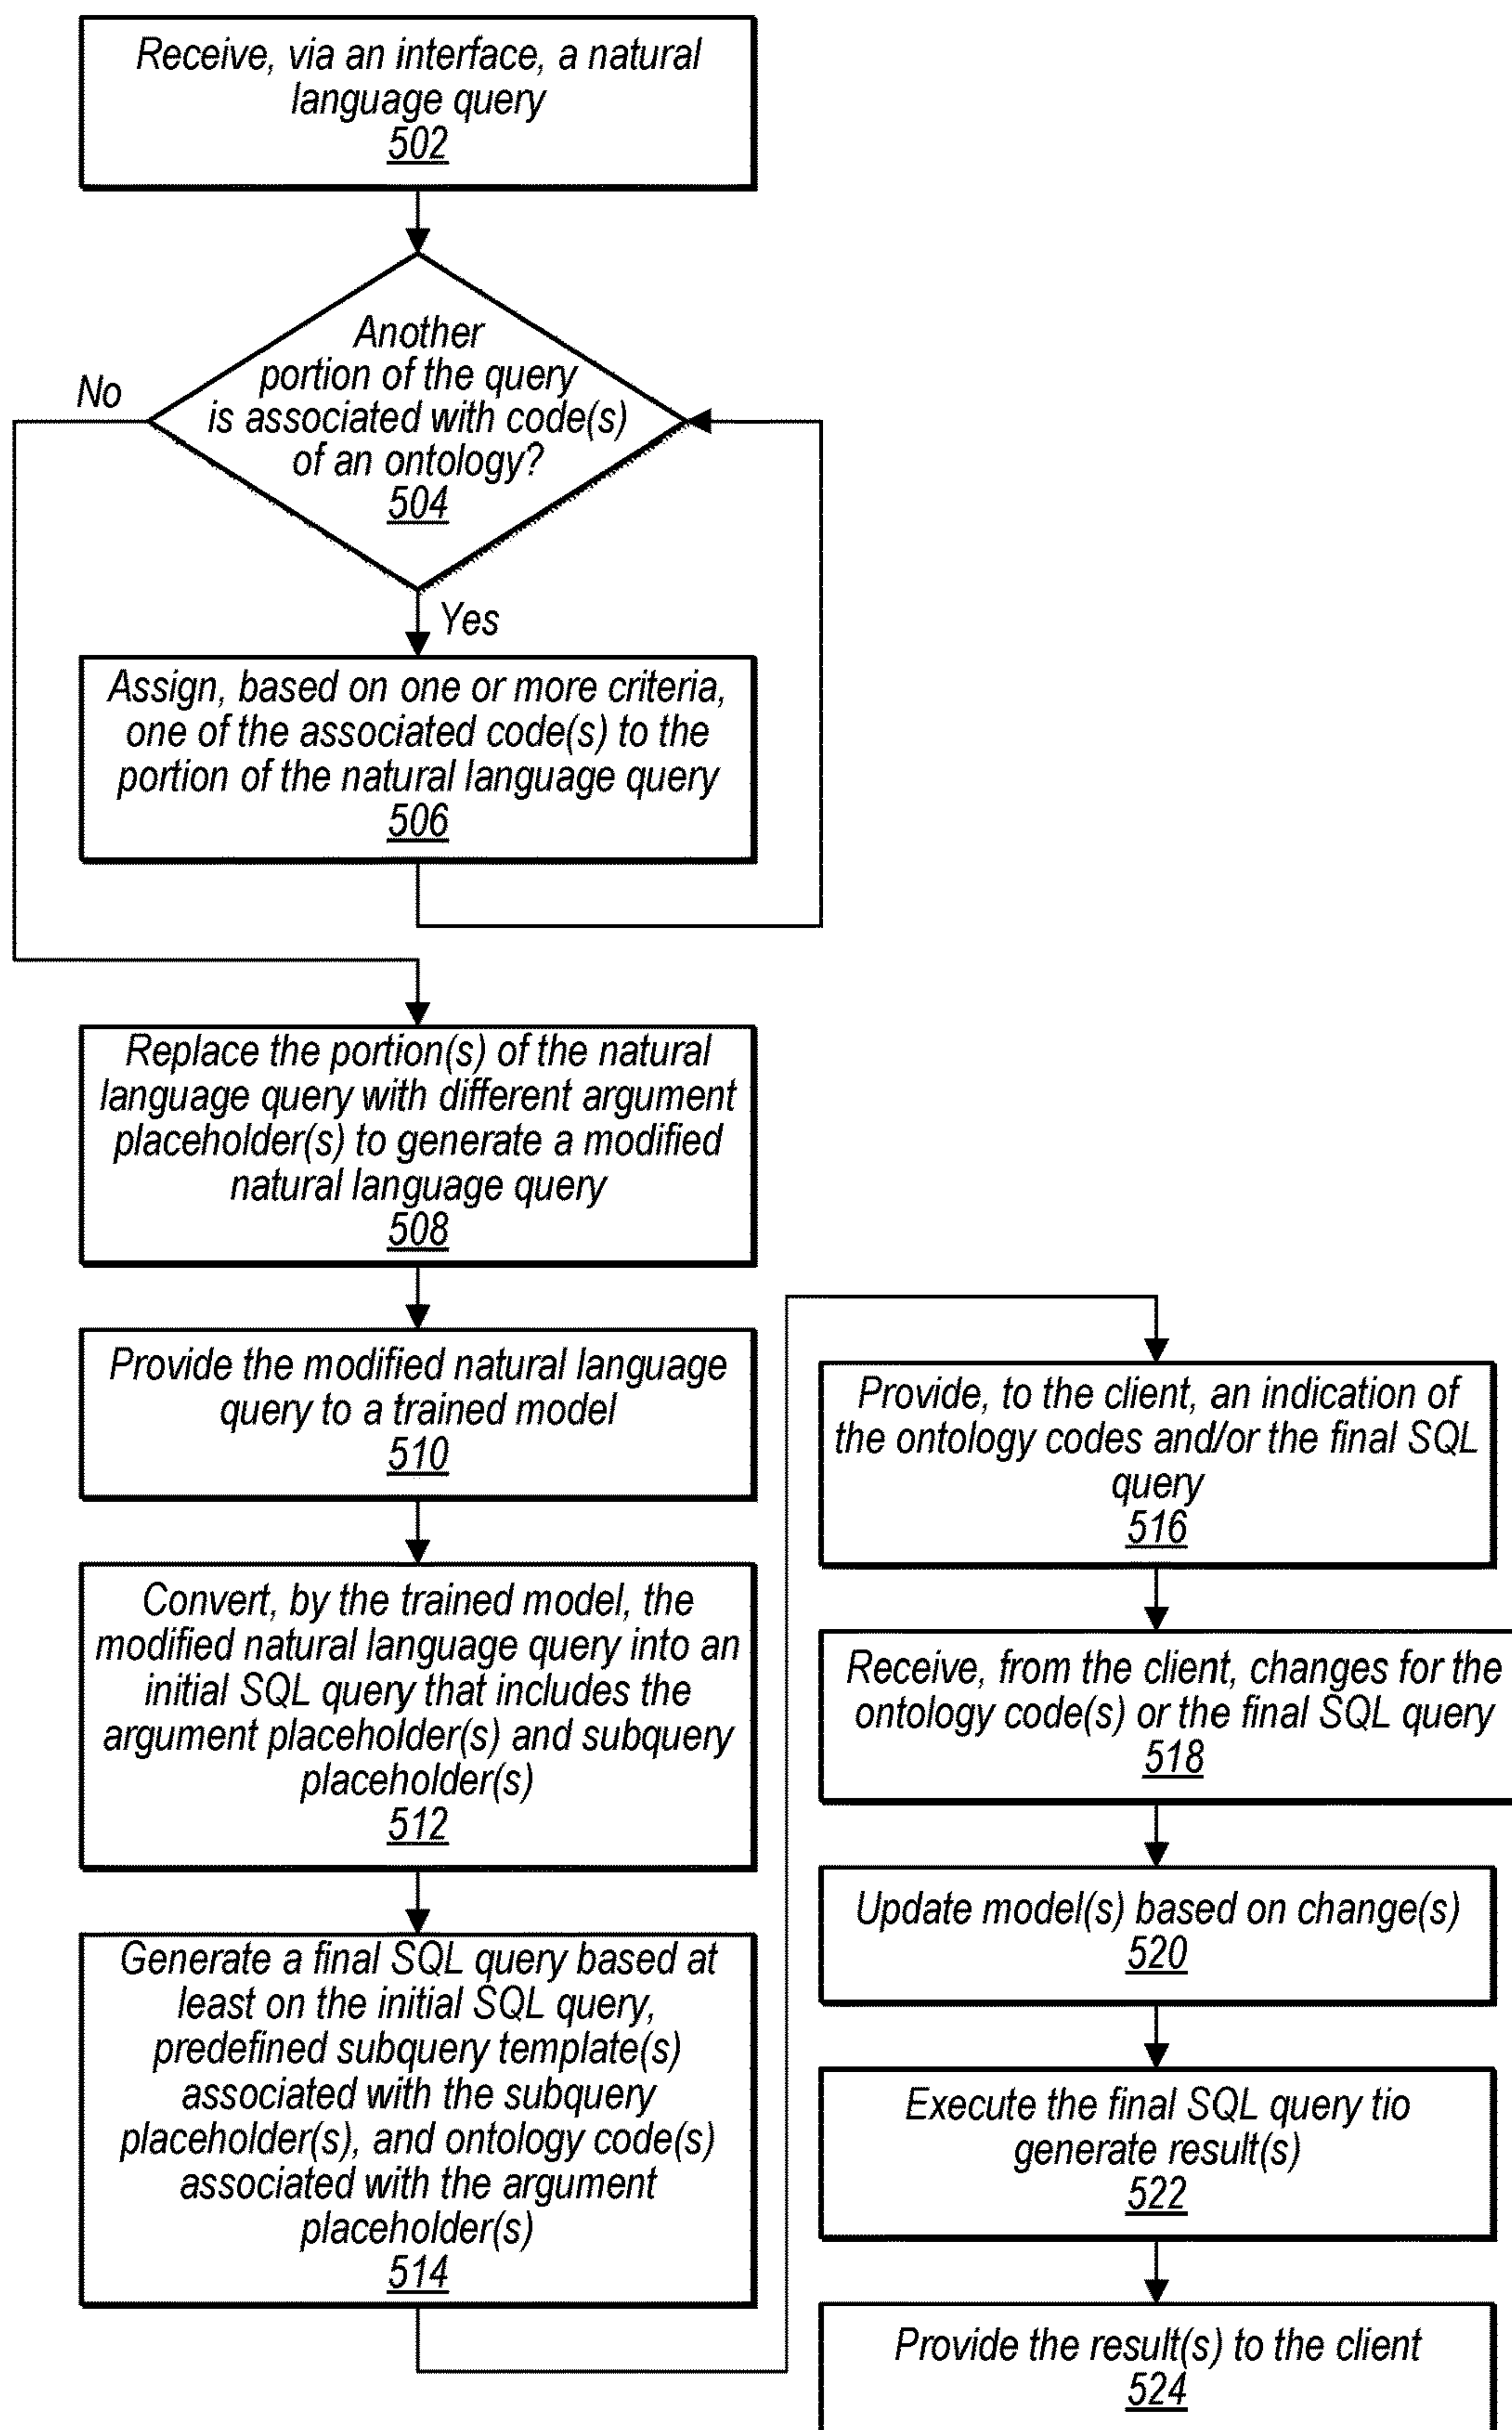 Receive, via an interface, a natural
language query
502
Another
portion of the query
is associated with code(s)
of an ontology?
504
No
Yes
Assign, based on one or more criteria,
one of the associated code(s) to the
portion of the natural language query
506
Replace the portion(s) of the natural
language query with different argument
placeholder(s) to generate a modified
natural language query
508
Provide the modified natural language
query to a trained model
510
Convert, by the trained model, the
modified natural language query into an
initial SQL query that includes the
argument placeholder(s) and subquery
placeholder(s)
512
Generate a final SQL query based at
least on the initial SQL query,
predefined subquery template(s)
associated with the subquery
placeholder(s), and ontology code(s)
associated with the argument
placeholder(s)
514
Provide, to the client, an indication of
the ontology codes and/or the final SQL
query
516
Receive, from the client, changes for the
ontology code(s) or the final SQL query
518
Update model(s) based on change(s)
520
Execute the final SQL query tio
generate result(s)
522
Provide the result(s) to the client
524